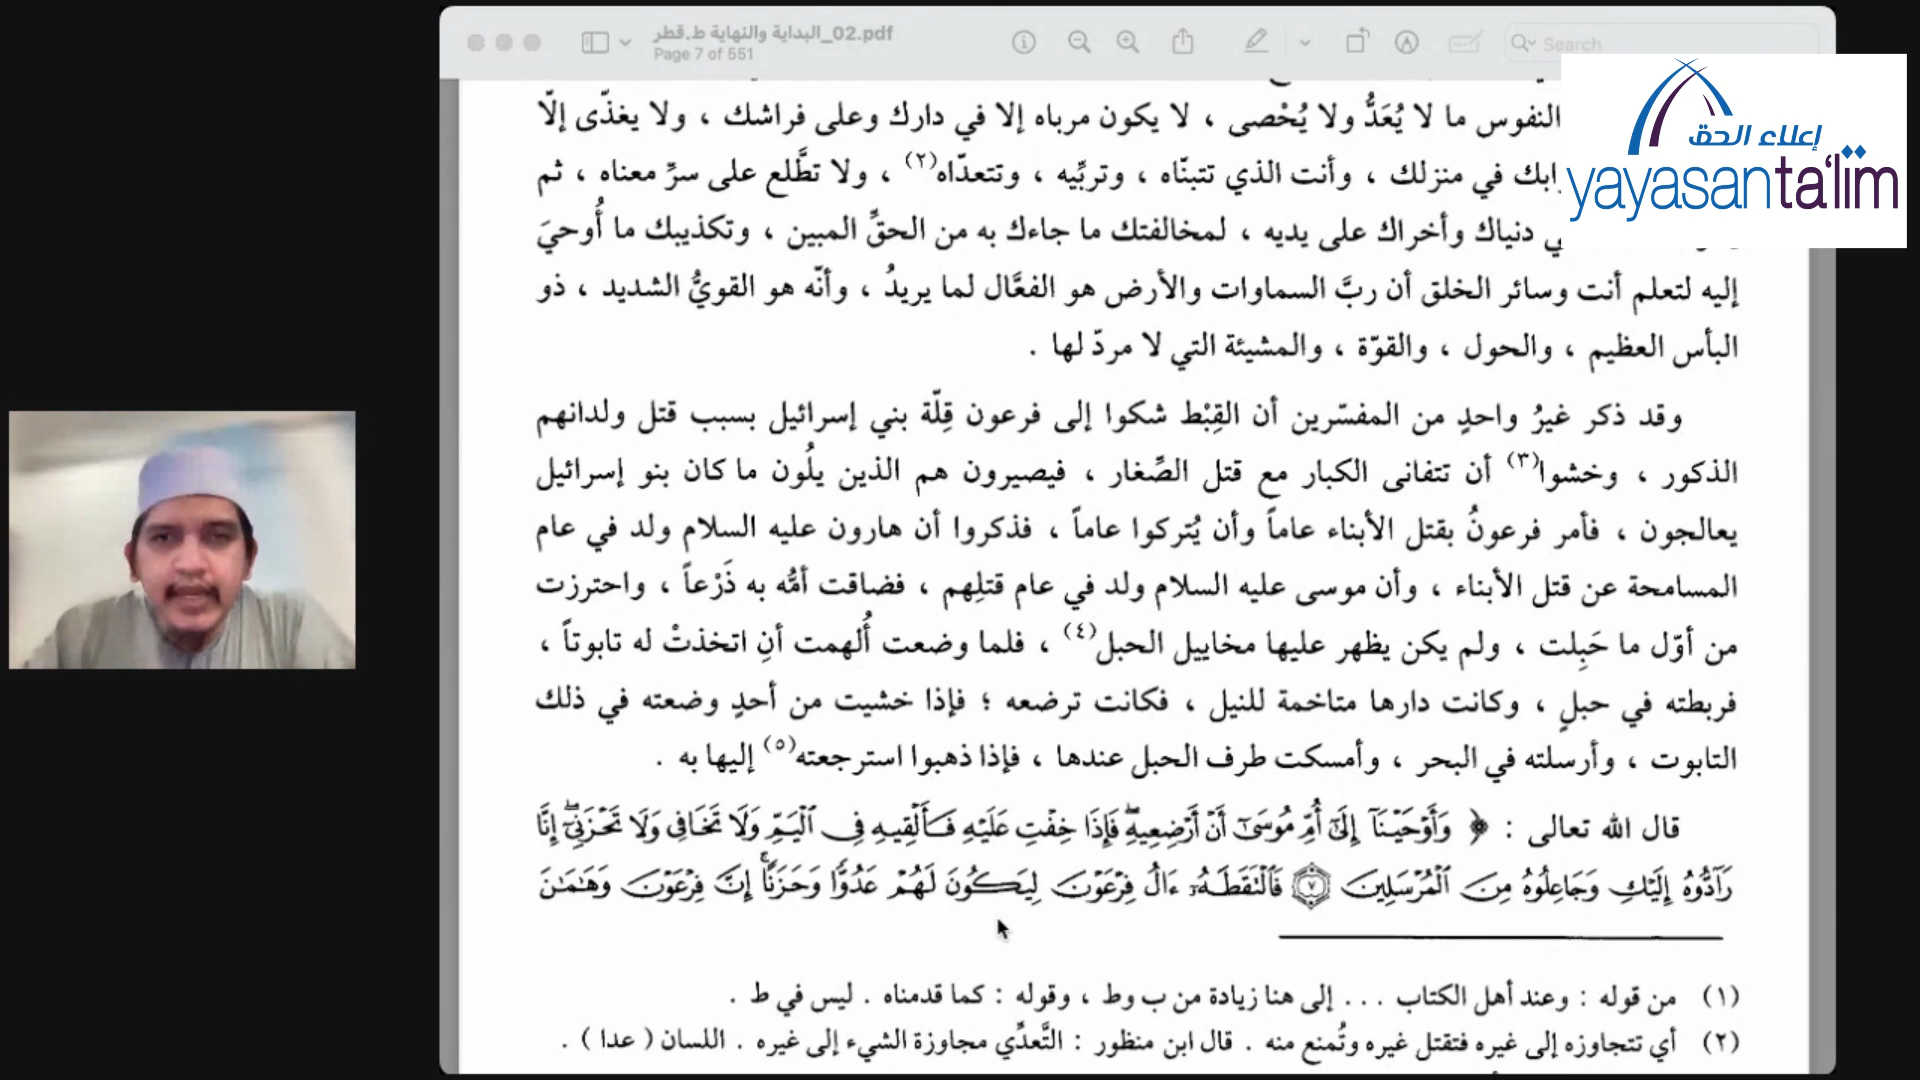 البداية والنهاية ط.قطر_02.pdf
Page 7 of 551
Search
إعلاء الحق
yayasanta'lim
النفوس ما لا يُعَدُّ ولا يُحْصى ، لا يكون مرباه إلا في دارك وعلى فراشك ، ولا يغذّى إلّا
ابك في منزلك ، وأنت الذي تتبنّاه ، وتربِّيه ، وتتعدّاه(٢) ، ولا تطَّلع على سرِّ معناه ، ثم
دنياك وأخراك على يديه ، لمخالفتك ما جاءك به من الحقِّ المبين ، وتكذيبك ما أُوحيَ
إليه لتعلم أنت وسائر الخلق أن ربَّ السماوات والأرض هو الفعَّال لما يريدُ ، وأنّه هو القويُّ الشديد ، ذو
البأس العظيم ، والحول ، والقوّة ، والمشيئة التي لا مردّ لها .
وقد ذكر غيرُ واحدٍ من المفسّرين أن القِبْط شكوا إلى فرعون قِلّة بني إسرائيل بسبب قتل ولدانهم
الذكور ، وخشوا(٣) أن تتفانى الكبار مع قتل الصِّغار ، فيصيرون هم الذين يلُون ما كان بنو إسرائيل
يعالجون ، فأمر فرعونُ بقتل الأبناء عاماً وأن يُتركوا عاماً ، فذكروا أن هارون عليه السلام ولد في عام
المسامحة عن قتل الأبناء ، وأن موسى عليه السلام ولد في عام قتلِهم ، فضاقت أمُّه به ذَرْعاً ، واحترزت
من أوّل ما حَبِلت ، ولم يكن يظهر عليها مخاييل الحبل(٤) ، فلما وضعت أُلهمت أنِ اتخذتْ له تابوتاً ،
فربطته في حبلٍ ، وكانت دارها متاخمة للنيل ، فكانت ترضعه ؛ فإذا خشيت من أحدٍ وضعته في ذلك
التابوت ، وأرسلته في البحر ، وأمسكت طرف الحبل عندها ، فإذا ذهبوا استرجعته(٥) إليها به .
قال الله تعالى : ﴿ وَأَوْحَيْنَآ إِلَىٰٓ أُمِّ مُوسَىٰٓ أَنْ أَرْضِعِيهِۖ فَإِذَا خِفْتِ عَلَيْهِ فَأَلْقِيهِ فِى ٱلْيَمِّ وَلَا تَخَافِى وَلَا تَحْزَنِىٓۖ إِنَّا
رَآدُّوهُ إِلَيْكِ وَجَاعِلُوهُ مِنَ ٱلْمُرْسَلِينَ ۝٧ فَٱلْتَقَطَهُۥٓ ءَالُ فِرْعَوْنَ لِيَكُونَ لَهُمْ عَدُوًّا وَحَزَنًاۗ إِنَّ فِرْعَوْنَ وَهَـٰمَـٰنَ
(١) من قوله : وعند أهل الكتاب . . . إلى هنا زيادة من ب وط ، وقوله : كما قدمناه . ليس في ط .
(٢) أي تتجاوزه إلى غيره فتقتل غيره وتُمنع منه . قال ابن منظور : التَّعدِّي مجاوزة الشيء إلى غيره . اللسان ( عدا ) .